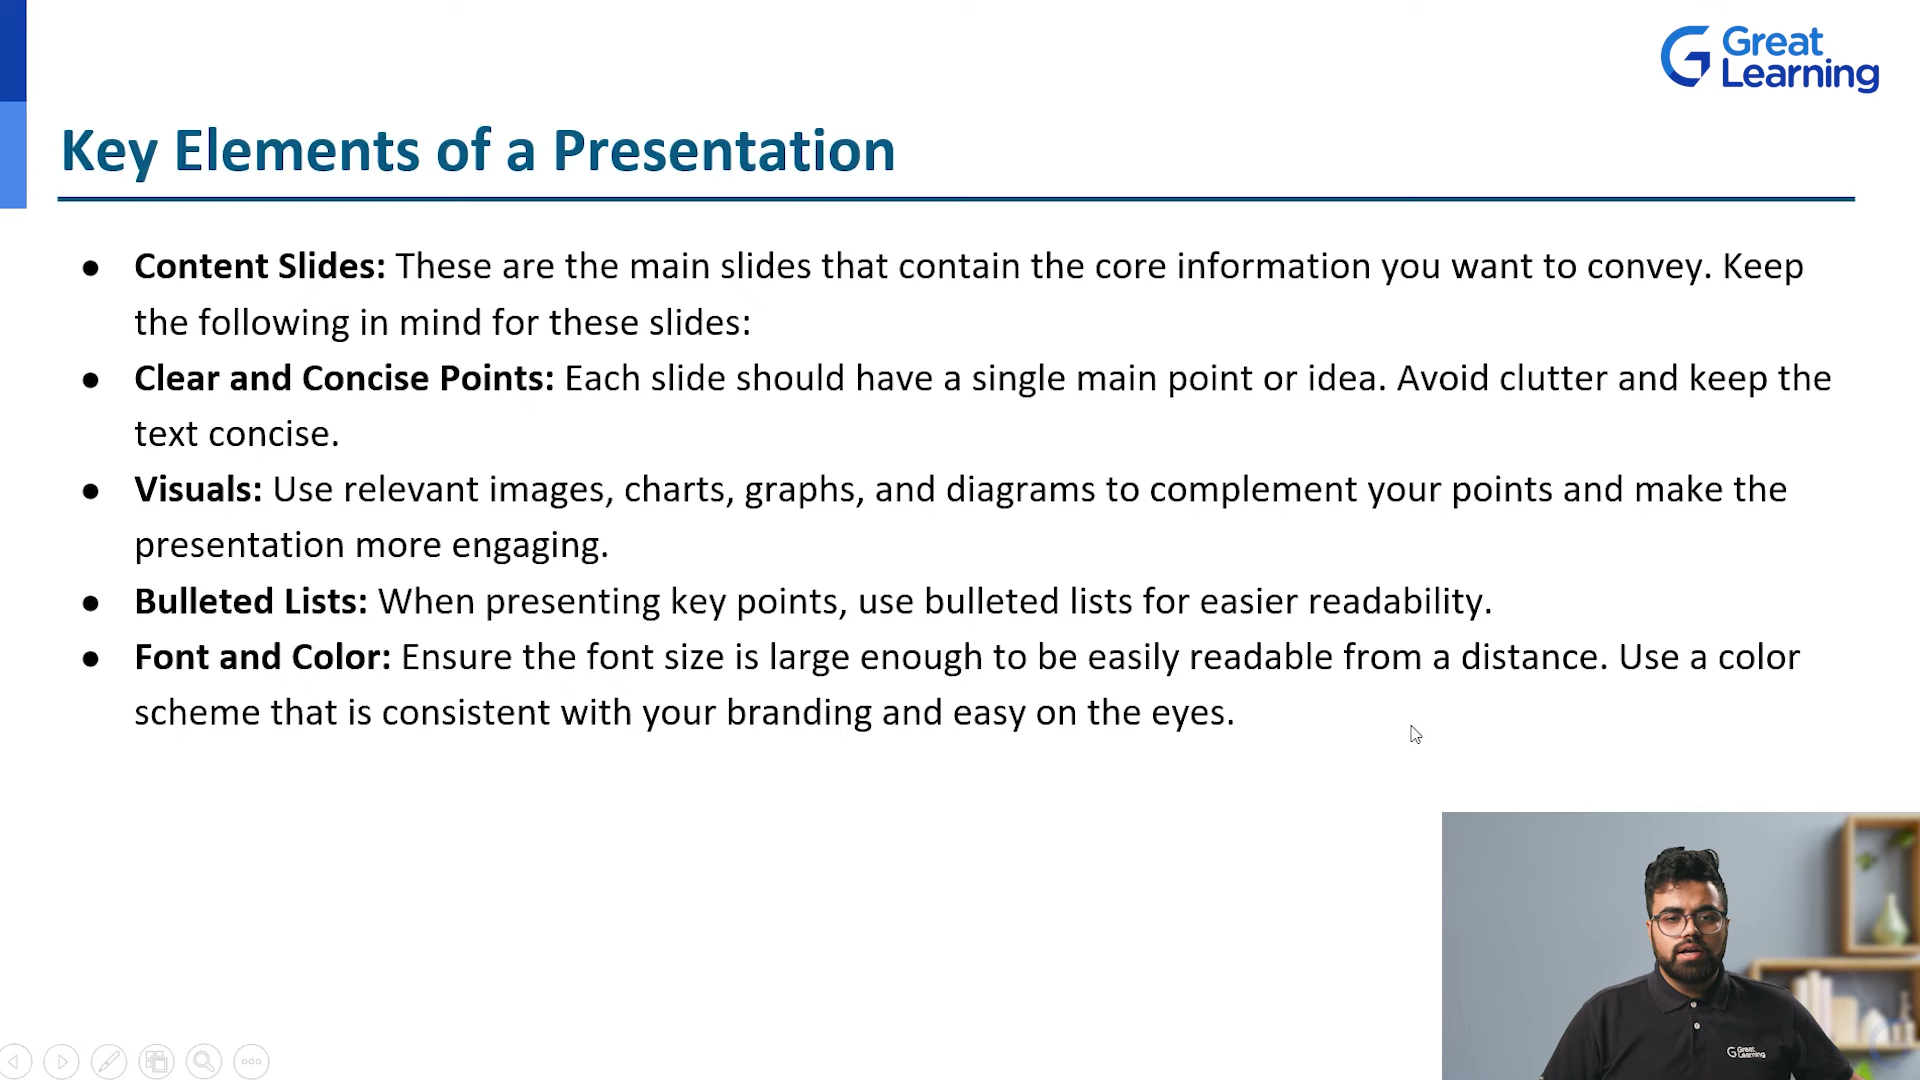 Great
Learning
Key Elements of a Presentation
● Content Slides: These are the main slides that contain the core information you want to convey. Keep
the following in mind for these slides:
● Clear and Concise Points: Each slide should have a single main point or idea. Avoid clutter and keep the
text concise.
● Visuals: Use relevant images, charts, graphs, and diagrams to complement your points and make the
presentation more engaging.
● Bulleted Lists: When presenting key points, use bulleted lists for easier readability.
● Font and Color: Ensure the font size is large enough to be easily readable from a distance. Use a color
scheme that is consistent with your branding and easy on the eyes.
Great
Learning